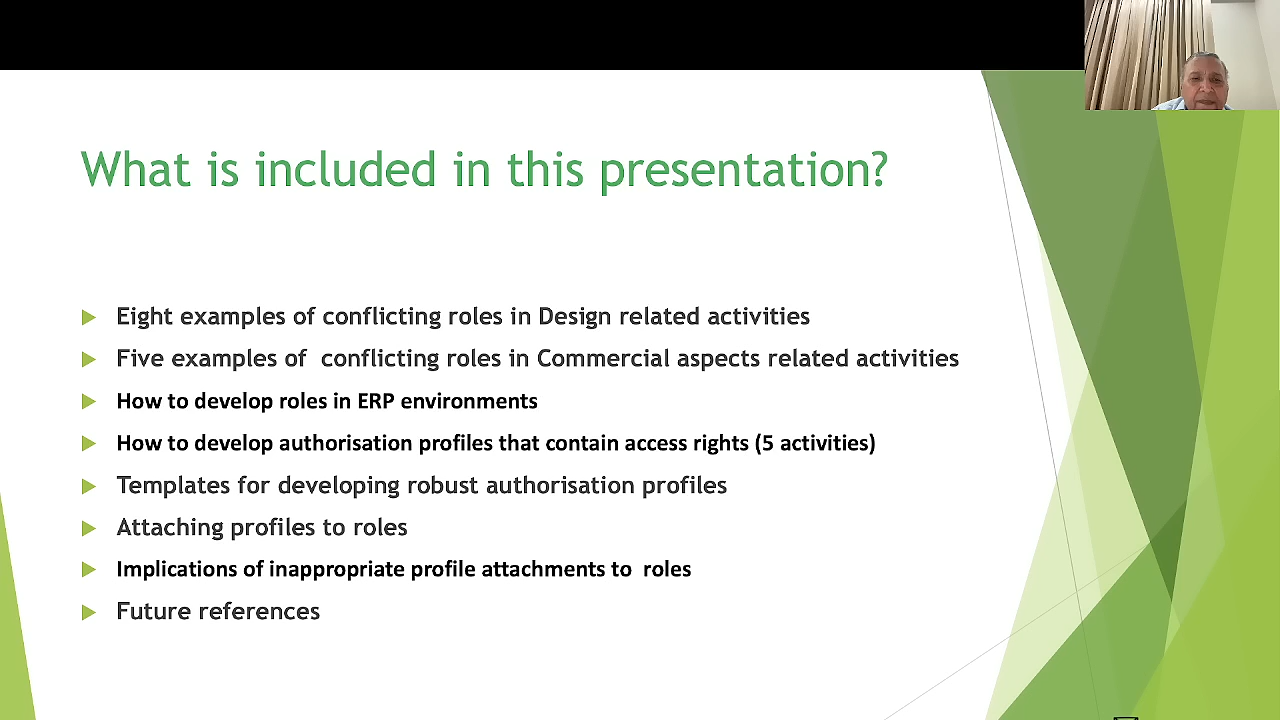 What is included in this presentation?
Eight examples of conflicting roles in Design related activities
Five examples of  conflicting roles in Commercial aspects related activities
How to develop roles in ERP environments
How to develop authorisation profiles that contain access rights (5 activities)
Templates for developing robust authorisation profiles
Attaching profiles to roles
Implications of inappropriate profile attachments to  roles
Future references